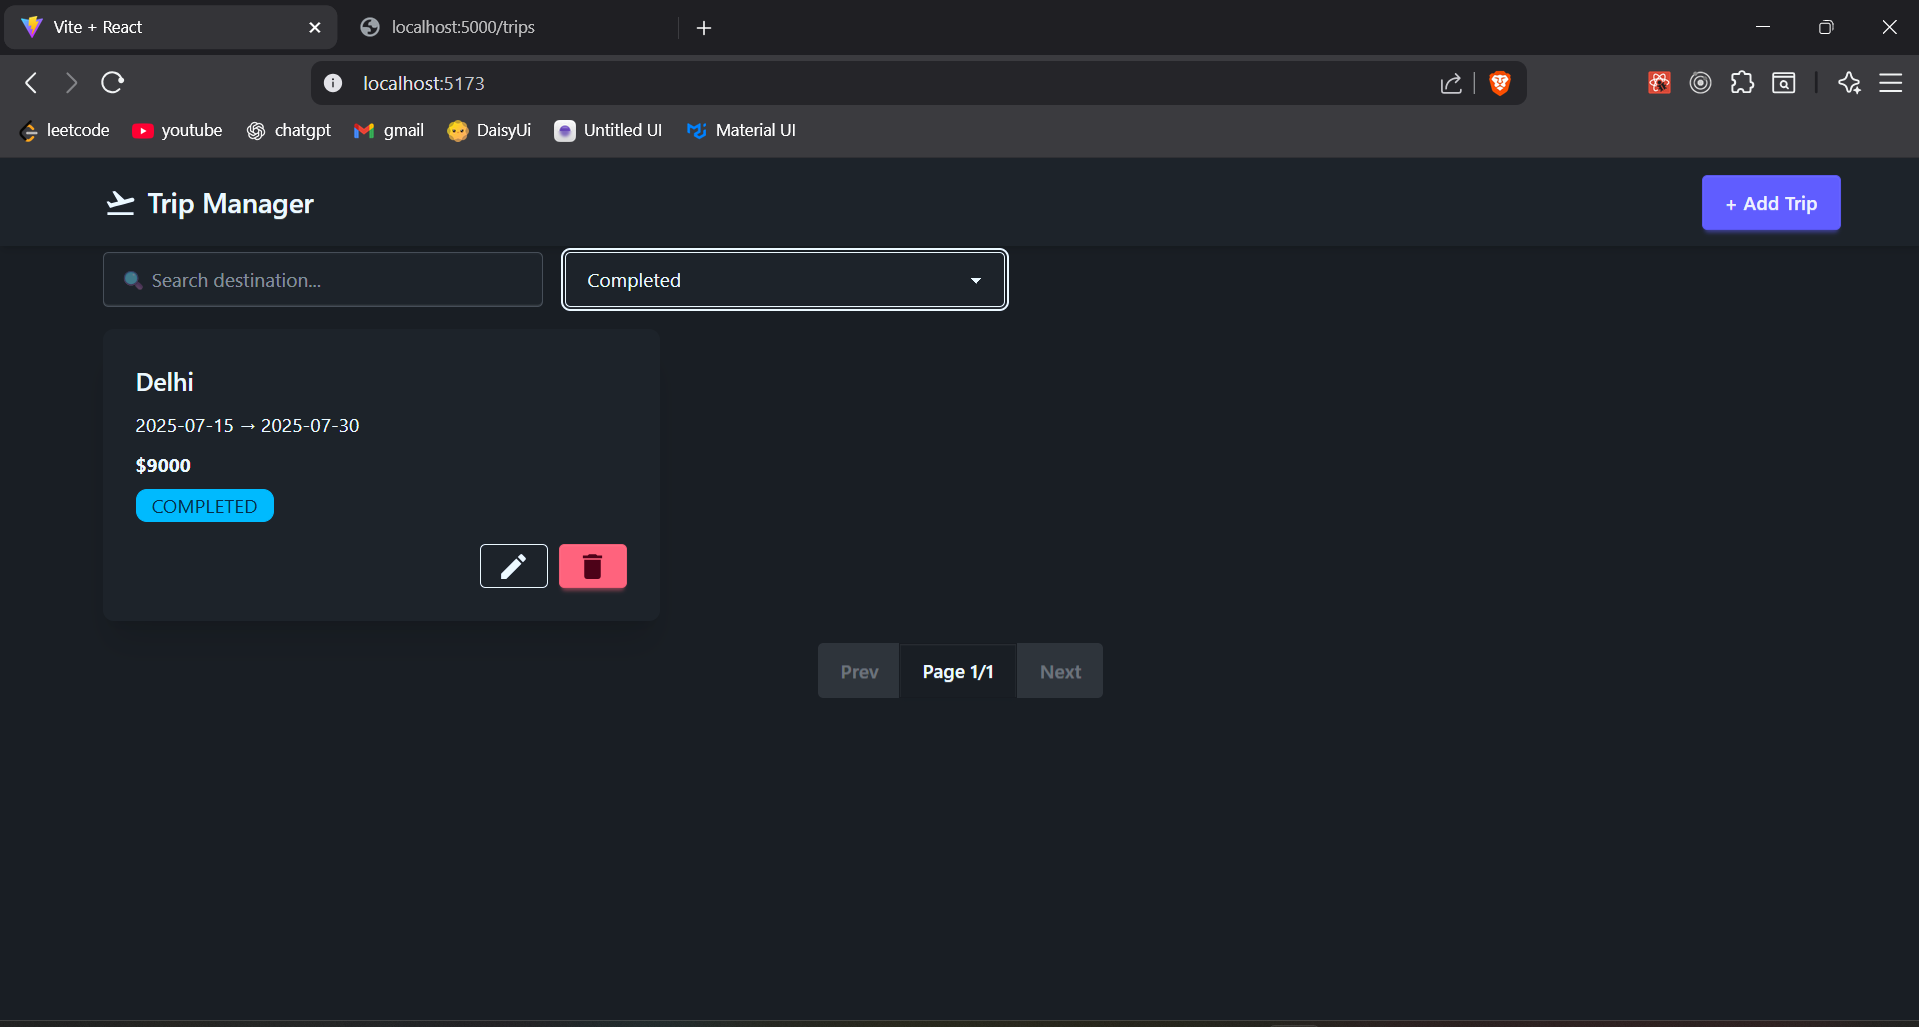 Vite + React
localhost:5000/trips
localhost:5173
leetcode youtube chatgpt gmail DaisyUi Untitled UI Material UI
Trip Manager
+ Add Trip
Search destination...
Completed
Delhi
2025-07-15 → 2025-07-30
$9000
COMPLETED
Prev Page 1/1 Next